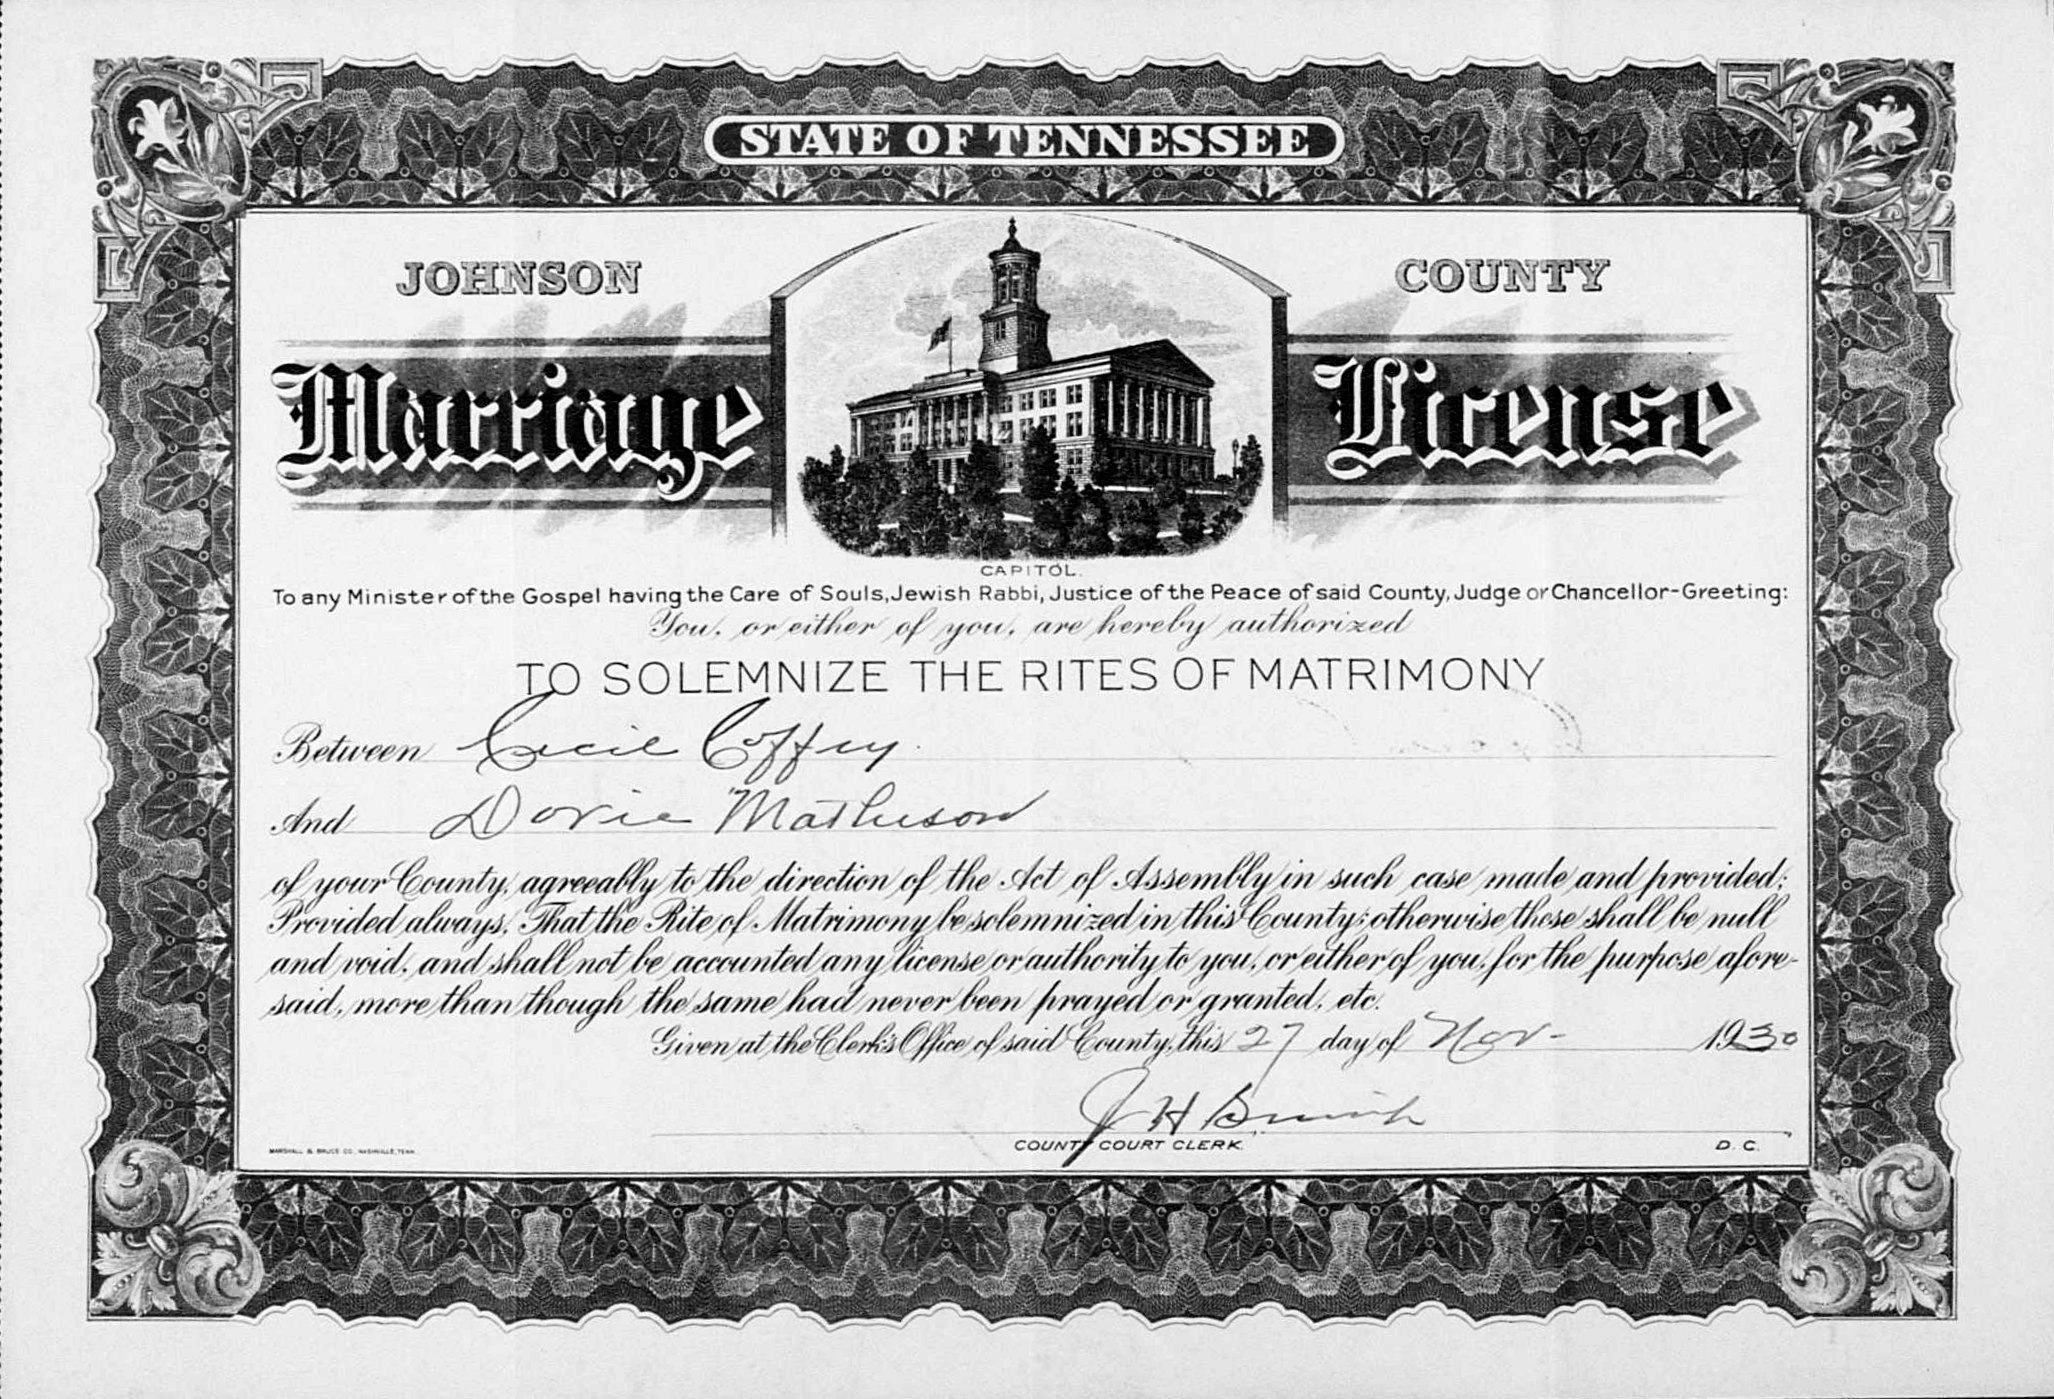 STATE OF TENNESSEE
JOHNSON COUNTY
Marriage License
CAPITOL.
To any Minister of the Gospel having the Care of Souls, Jewish Rabbi, Justice of the Peace of said County, Judge or Chancellor-Greeting:
You, or either of you, are hereby authorized
TO SOLEMNIZE THE RITES OF MATRIMONY
Between Cecil Coffey
And Dovie Matheson
of your County, agreeably to the direction of the Act of Assembly in such case made and provided;
Provided always, That the Rite of Matrimony be solemnized in this County; otherwise these shall be null
and void, and shall not be accounted any license or authority to you, or either of you, for the purpose afore-
said, more than though the same had never been prayed or granted, etc.
Given at the Clerk's Office of said County, this 27 day of Nov- 1930
J H
COUNTY COURT CLERK.
D. C.
MARSHALL & BRUCE CO., NASHVILLE, TENN.